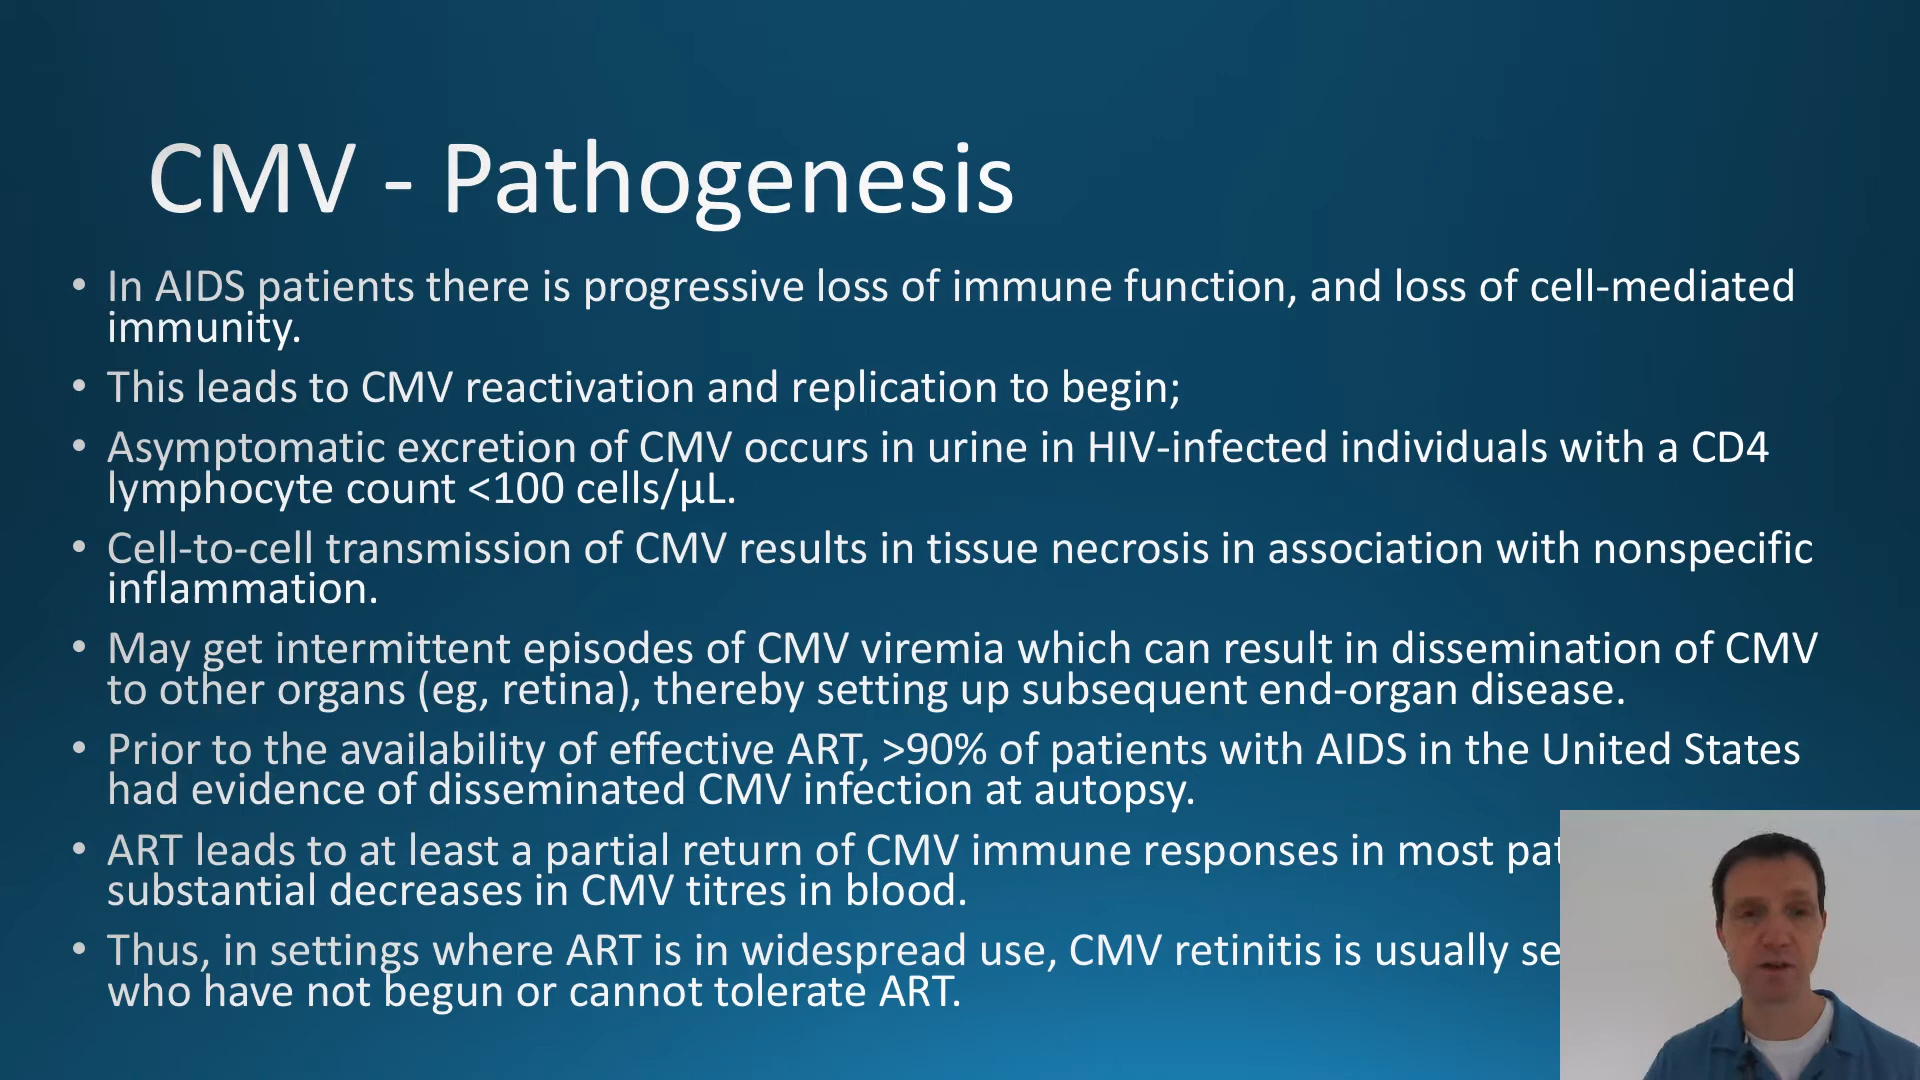 CMV - Pathogenesis
• In AIDS patients there is progressive loss of immune function, and loss of cell-mediated
immunity.
• This leads to CMV reactivation and replication to begin;
• Asymptomatic excretion of CMV occurs in urine in HIV-infected individuals with a CD4
lymphocyte count <100 cells/μL.
• Cell-to-cell transmission of CMV results in tissue necrosis in association with nonspecific
inflammation.
• May get intermittent episodes of CMV viremia which can result in dissemination of CMV
to other organs (eg, retina), thereby setting up subsequent end-organ disease.
• Prior to the availability of effective ART, >90% of patients with AIDS in the United States
had evidence of disseminated CMV infection at autopsy.
• ART leads to at least a partial return of CMV immune responses in most
substantial decreases in CMV titres in blood.
• Thus, in settings where ART is in widespread use, CMV retinitis is usually
who have not begun or cannot tolerate ART.